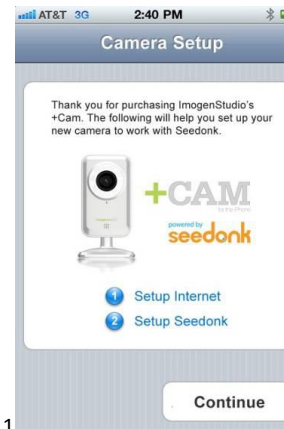 AT&T 3G 2:40 PM
Camera Setup
Thank you for purchasing ImogenStudio's
+Cam. The following will help you set up your
new camera to work with Seedonk.
+CAM
powered by
seedonk
1 Setup Internet
2 Setup Seedonk
Continue
1